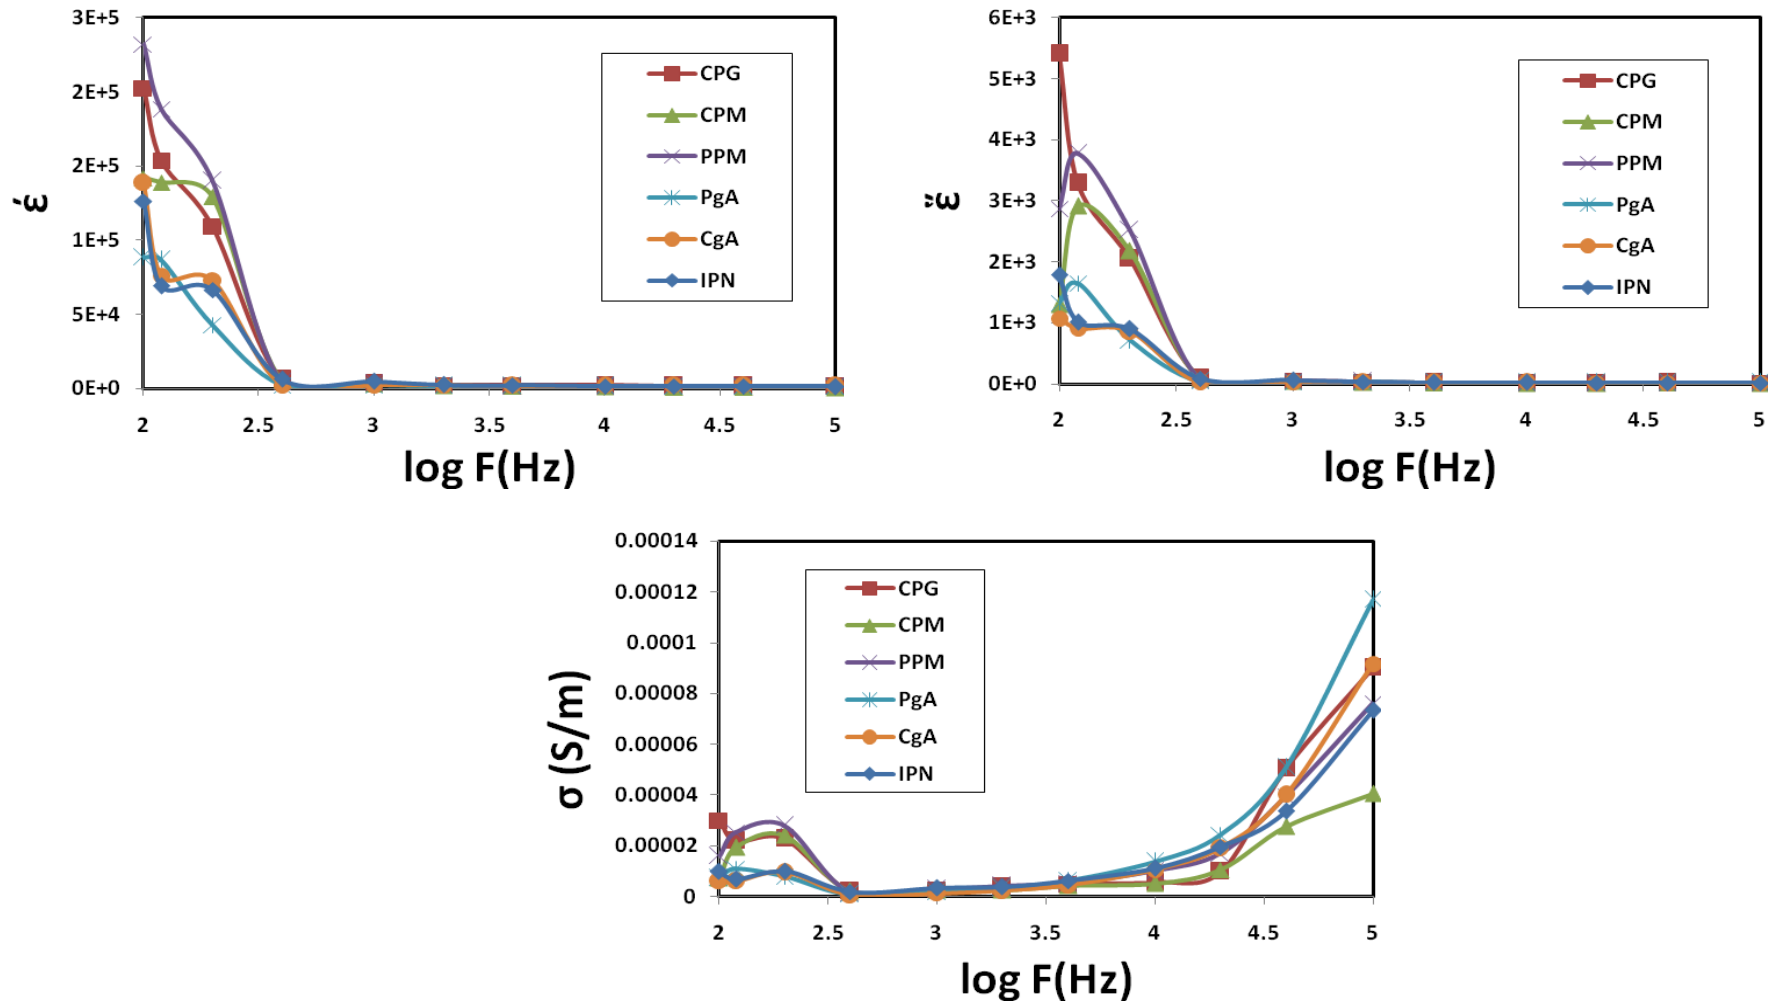 3E+5
2E+5
2E+5
1E+5
5E+4
0E+0
έ
2
2.5
3
3.5
4
4.5
5
log F(Hz)
CPG
CPM
PPM
PgA
CgA
IPN
6E+3
5E+3
4E+3
3E+3
2E+3
1E+3
0E+0
ε̎
2
2.5
3
3.5
4
4.5
5
log F(Hz)
CPG
CPM
PPM
PgA
CgA
IPN
0.00014
0.00012
0.0001
0.00008
0.00006
0.00004
0.00002
0
σ (S/m)
2
2.5
3
3.5
4
4.5
5
log F(Hz)
CPG
CPM
PPM
PgA
CgA
IPN